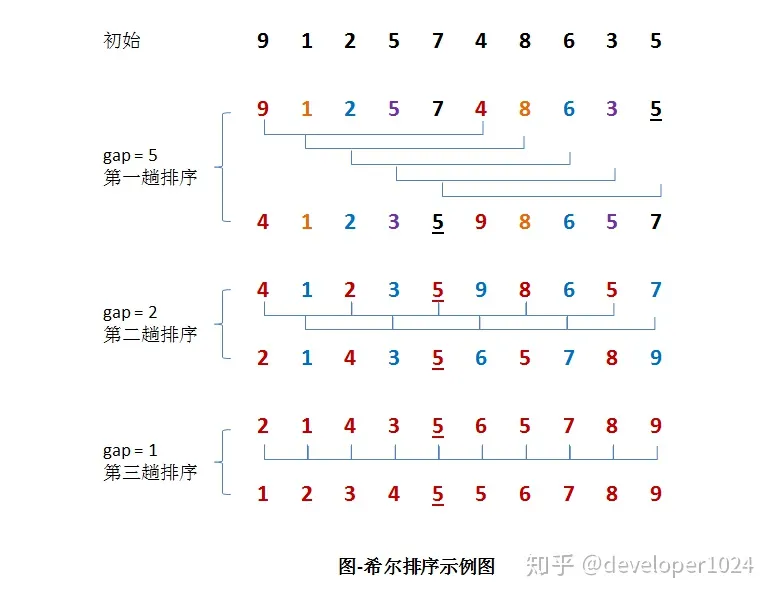 初始 9 1 2 5 7 4 8 6 3 5
9 1 2 5 7 4 8 6 3 5
gap = 5
第一趟排序
4 1 2 3 5 9 8 6 5 7
4 1 2 3 5 9 8 6 5 7
gap = 2
第二趟排序
2 1 4 3 5 6 5 7 8 9
2 1 4 3 5 6 5 7 8 9
gap = 1
第三趟排序
1 2 3 4 5 5 6 7 8 9
图-希尔排序示例图
知乎 @developer1024